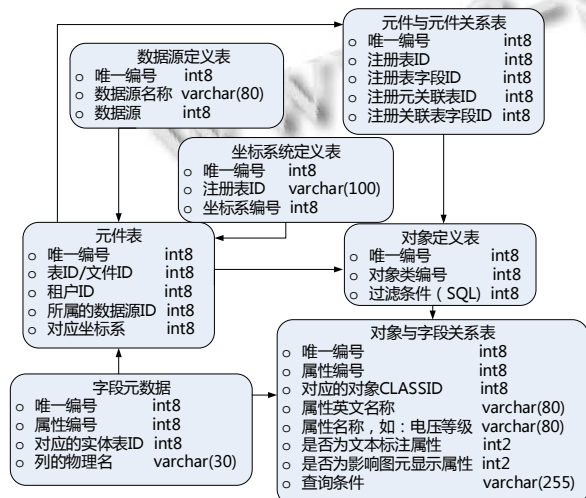 元件与元件关系表
唯一编号 int8
注册表ID int8
注册表字段ID int8
注册元关联表ID int8
注册关联表字段ID int8
数据源定义表
唯一编号 int8
数据源名称 varchar(80)
数据源 int8
坐标系统定义表
唯一编号 int8
注册表ID varchar(100)
坐标系编号 int8
元件表
唯一编号 int8
表ID/文件ID int8
租户ID int8
所属的数据源ID int8
对应坐标系 int8
对象定义表
唯一编号 int8
对象类编号 int8
过滤条件（SQL) int8
对象与字段关系表
唯一编号 int8
属性编号 int8
对应的对象CLASSID int8
属性英文名称 varchar(80)
属性名称，如：电压等级 varchar(80)
是否为文本标注属性 int2
是否为影响图元显示属性 int2
查询条件 varchar(255)
字段元数据
唯一编号 int8
属性编号 int8
对应的实体表ID int8
列的物理名 varchar(30)